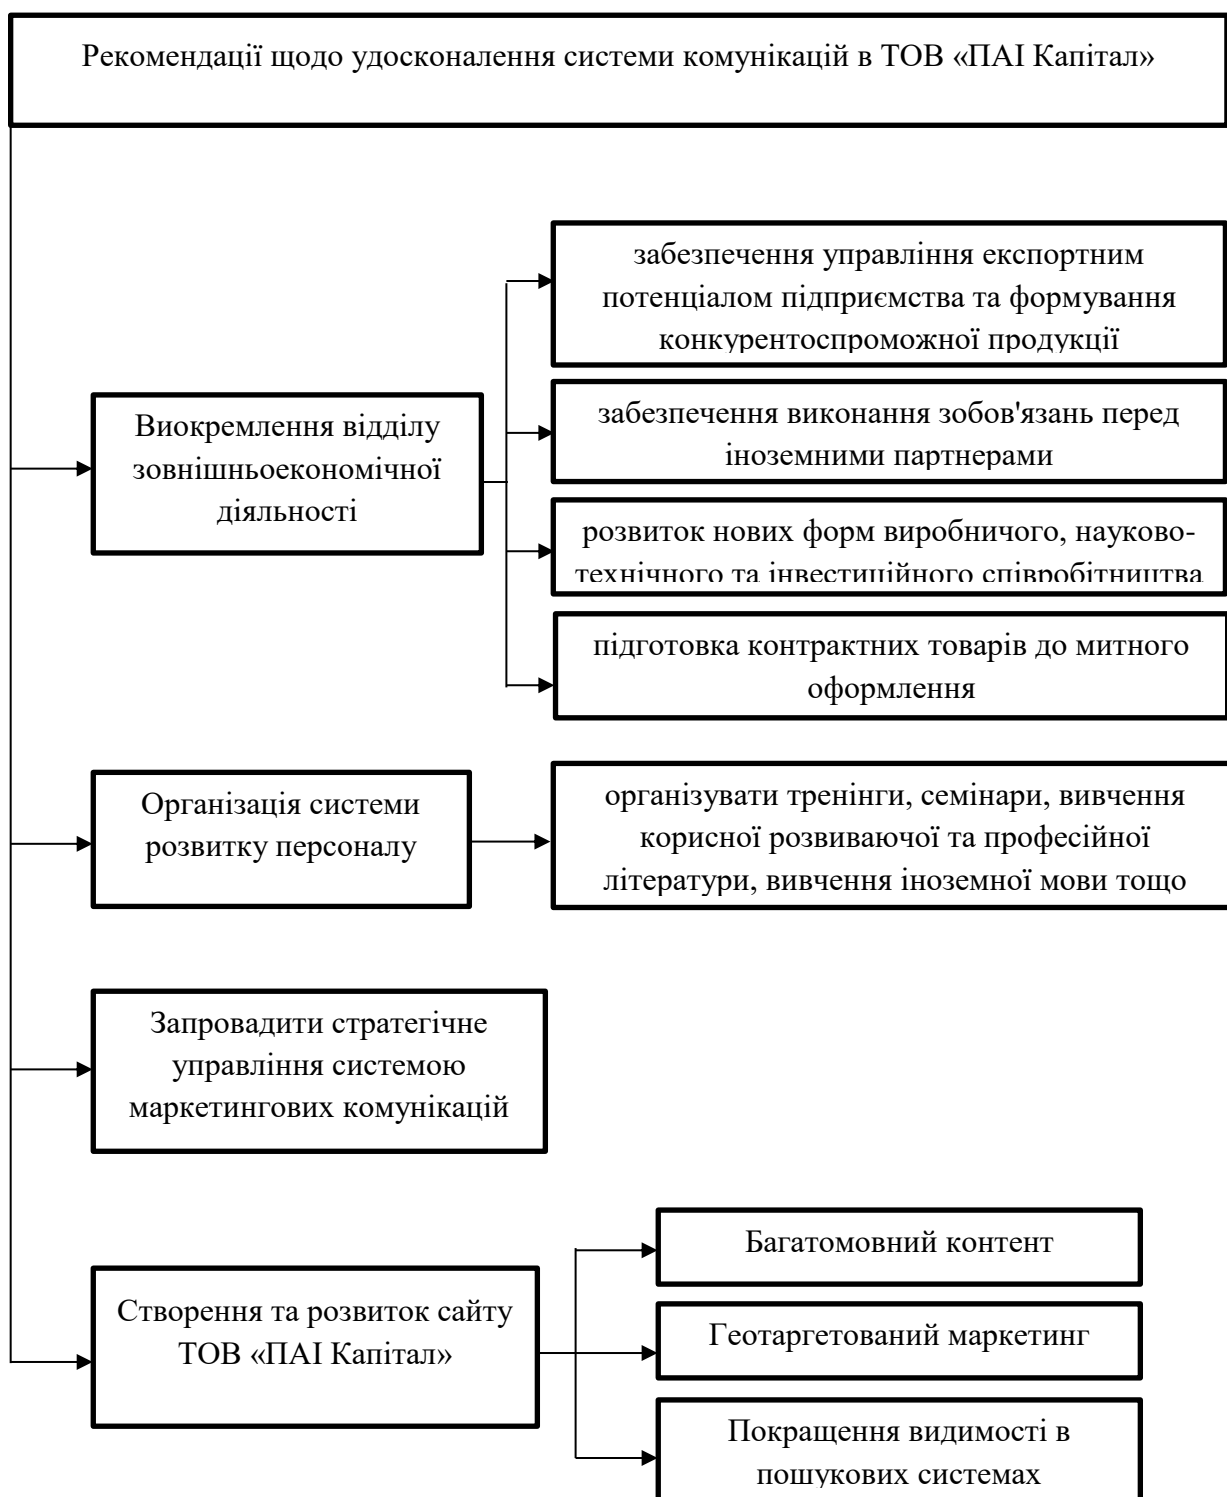 Рекомендації щодо удосконалення системи комунікацій в ТОВ «ПАІ Капітал»
забезпечення управління експортним
потенціалом підприємства та формування
конкурентоспроможної продукції
Виокремлення відділу
зовнішньоекономічної
діяльності
забезпечення виконання зобов'язань перед
іноземними партнерами
розвиток нових форм виробничого, науково-
технічного та інвестиційного співробітництва
підготовка контрактних товарів до митного
оформлення
Організація системи
розвитку персоналу
організувати тренінги, семінари, вивчення
корисної розвиваючої та професійної
літератури, вивчення іноземної мови тощо
Запровадити стратегічне
управління системою
маркетингових комунікацій
Створення та розвиток сайту
ТОВ «ПАІ Капітал»
Багатомовний контент
Геотаргетований маркетинг
Покращення видимості в
пошукових системах